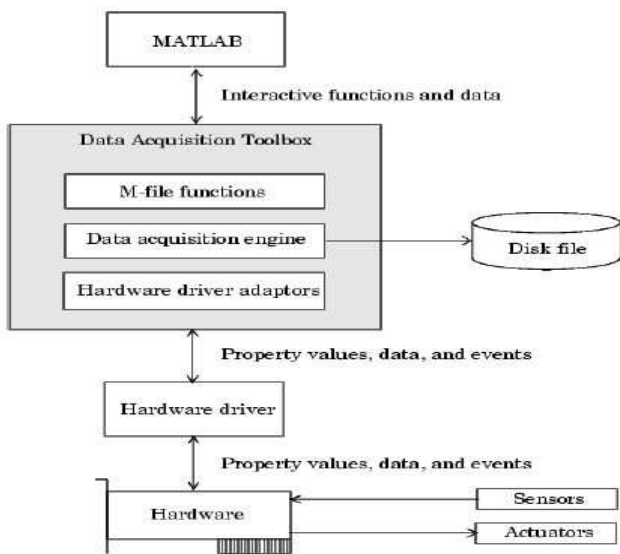 MATLAB
Interactive functions and data
Data Acquisition Toolbox
M-file functions
Data acquisition engine
Disk file
Hardware driver adaptors
Property values, data, and events
Hardware driver
Property values, data, and events
Sensors
Hardware
Actuators